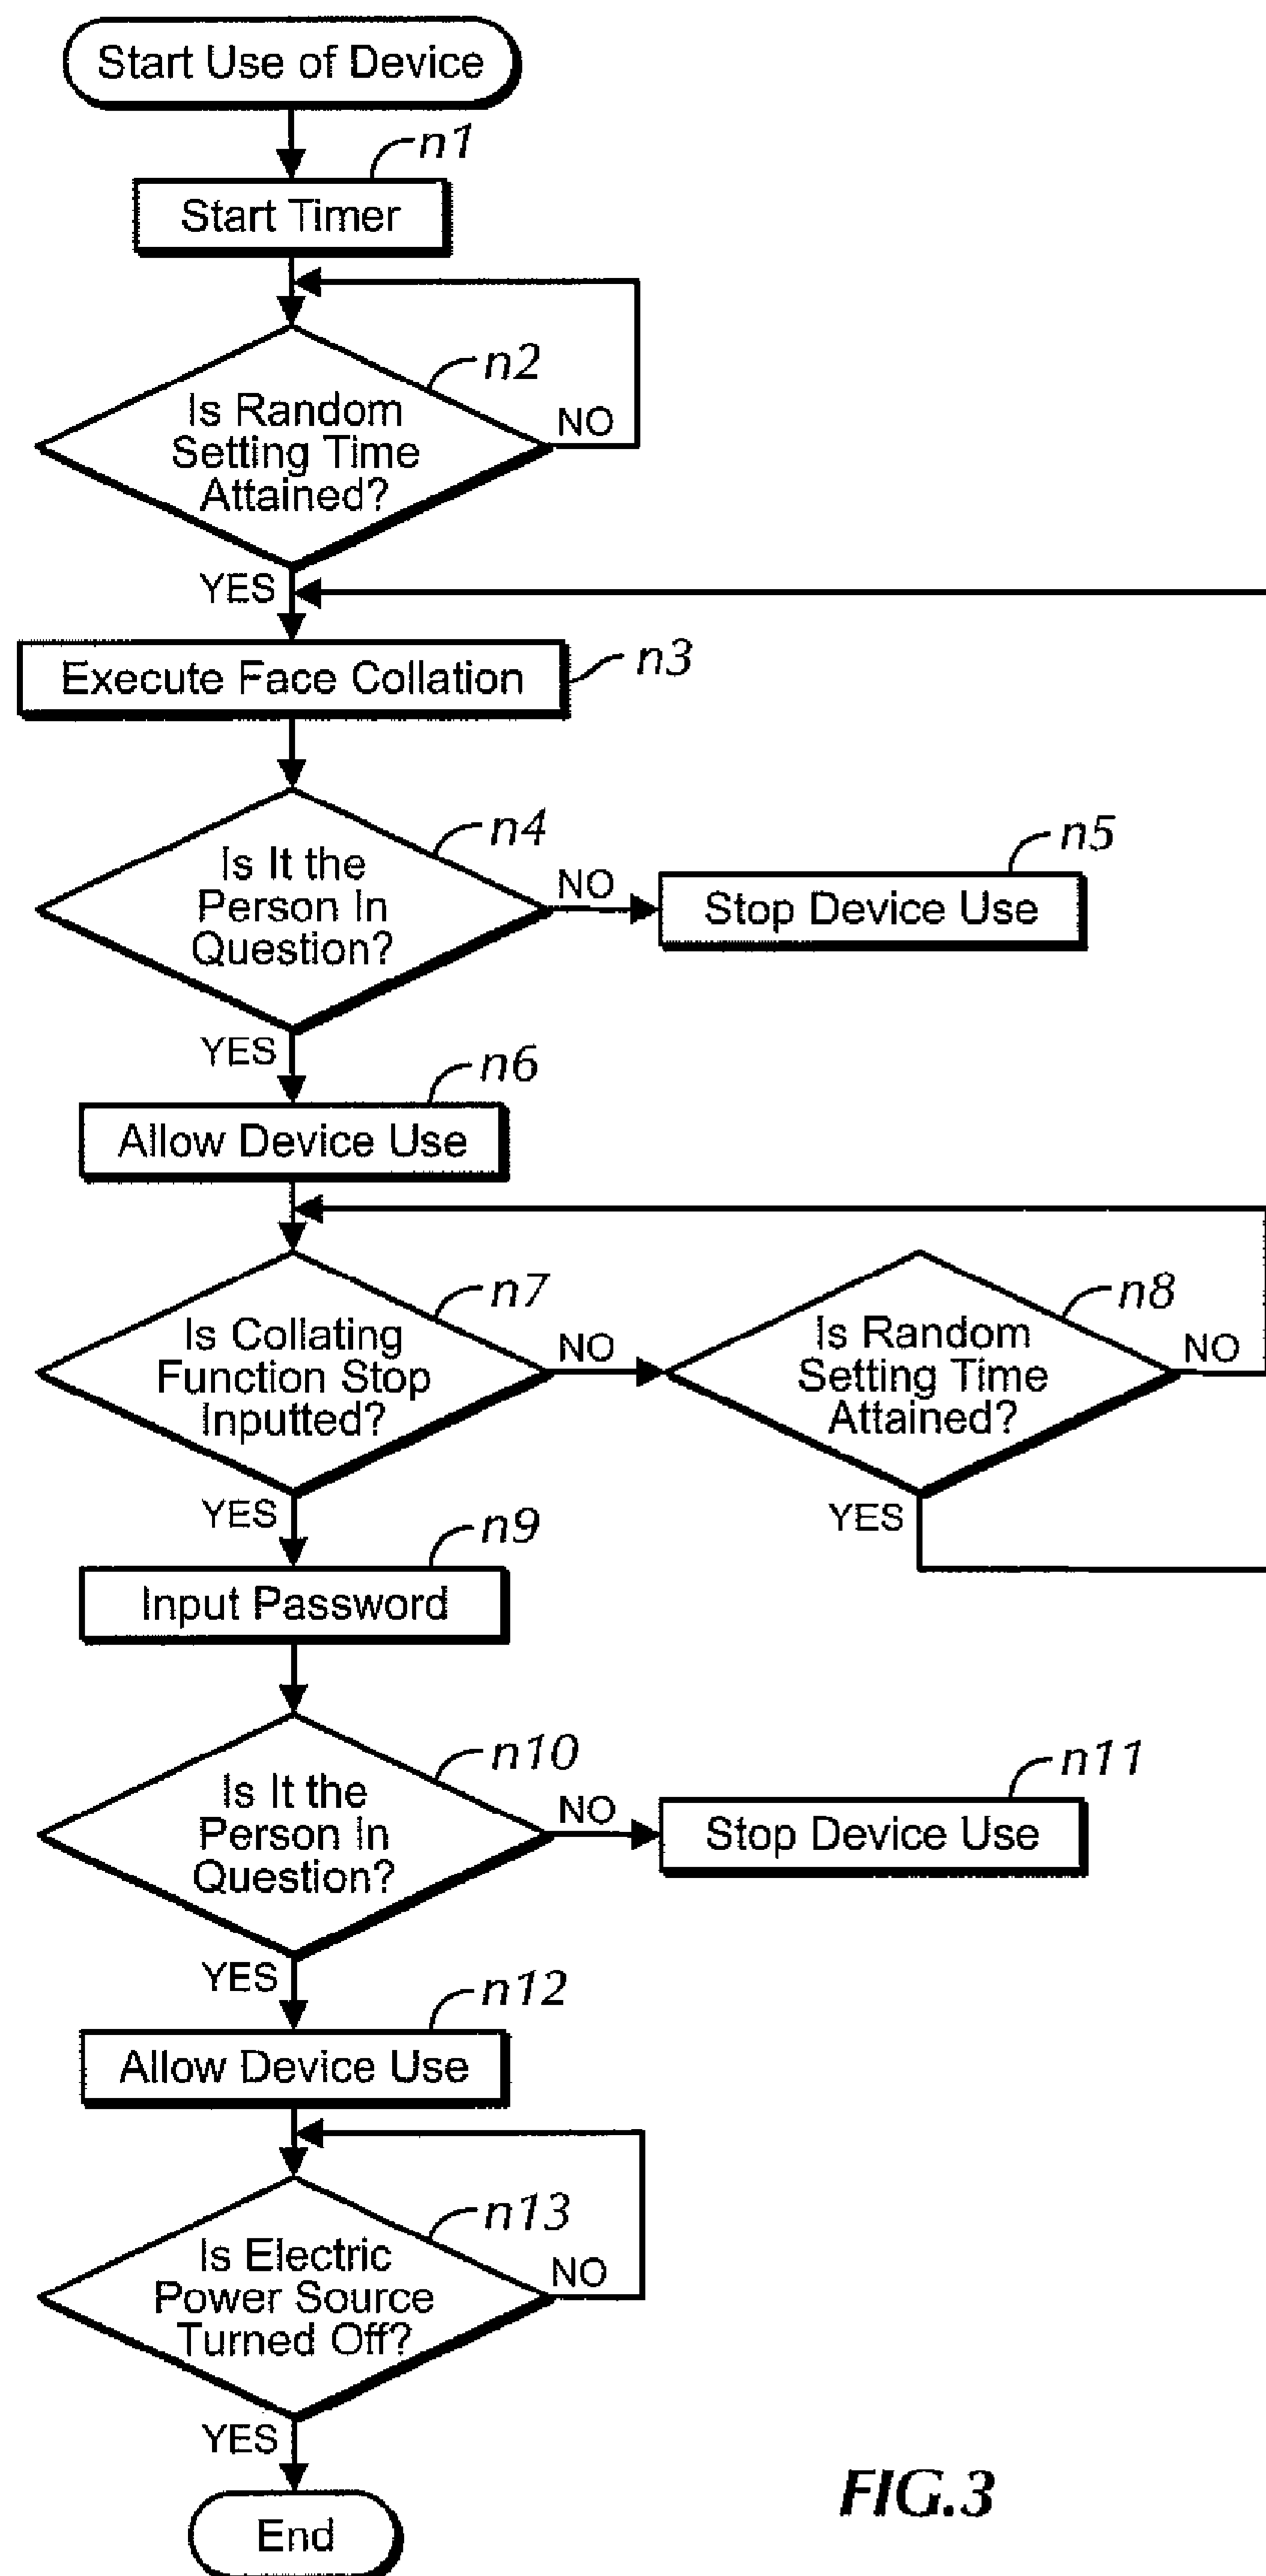 Start Use of Device
n1
Start Timer
n2
Is Random
Setting Time
Attained?
NO
YES
Execute Face Collation
n3
n4
Is It the
Person In
Question?
NO
n5
Stop Device Use
YES
n6
Allow Device Use
n7
Is Collating
Function Stop
Inputted?
NO
n8
Is Random
Setting Time
Attained?
NO
YES
YES
n9
Input Password
n10
Is It the
Person In
Question?
NO
n11
Stop Device Use
YES
n12
Allow Device Use
n13
Is Electric
Power Source
Turned Off?
NO
YES
End
FIG.3